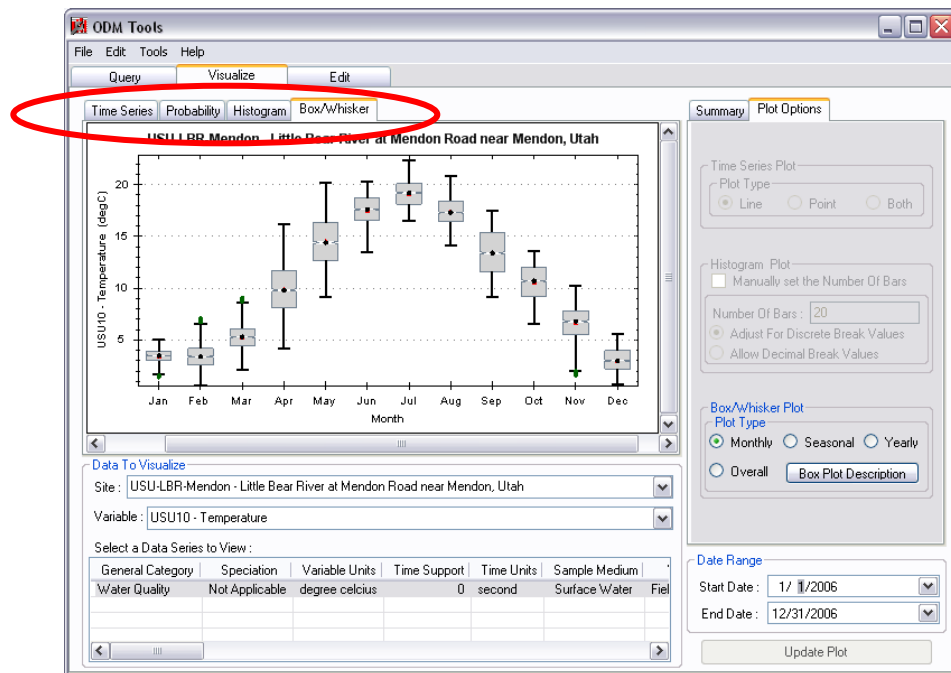 ODM Tools
File Edit Tools Help
Query Visualize Edit
Time Series Probability Histogram Box/Whisker
USU-LBR-Mendon - Little Bear River at Mendon Road near Mendon, Utah
USU10 - Temperature (degC)
20
15
10
5
Jan Feb Mar Apr May Jun Jul Aug Sep Oct Nov Dec
Month
Summary Plot Options
Time Series Plot
Plot Type
Line Point Both
Histogram Plot
Manually set the Number Of Bars
Number Of Bars : 20
Adjust For Discrete Break Values
Allow Decimal Break Values
Box/Whisker Plot
Plot Type
Monthly Seasonal Yearly
Overall Box Plot Description
Data To Visualize
Site : USU-LBR-Mendon - Little Bear River at Mendon Road near Mendon, Utah
Variable : USU10 - Temperature
Select a Data Series to View :
General Category Speciation Variable Units Time Support Time Units Sample Medium
Water Quality Not Applicable degree celcius 0 second Surface Water Fiel
Date Range
Start Date : 1/ 1/2006
End Date : 12/31/2006
Update Plot